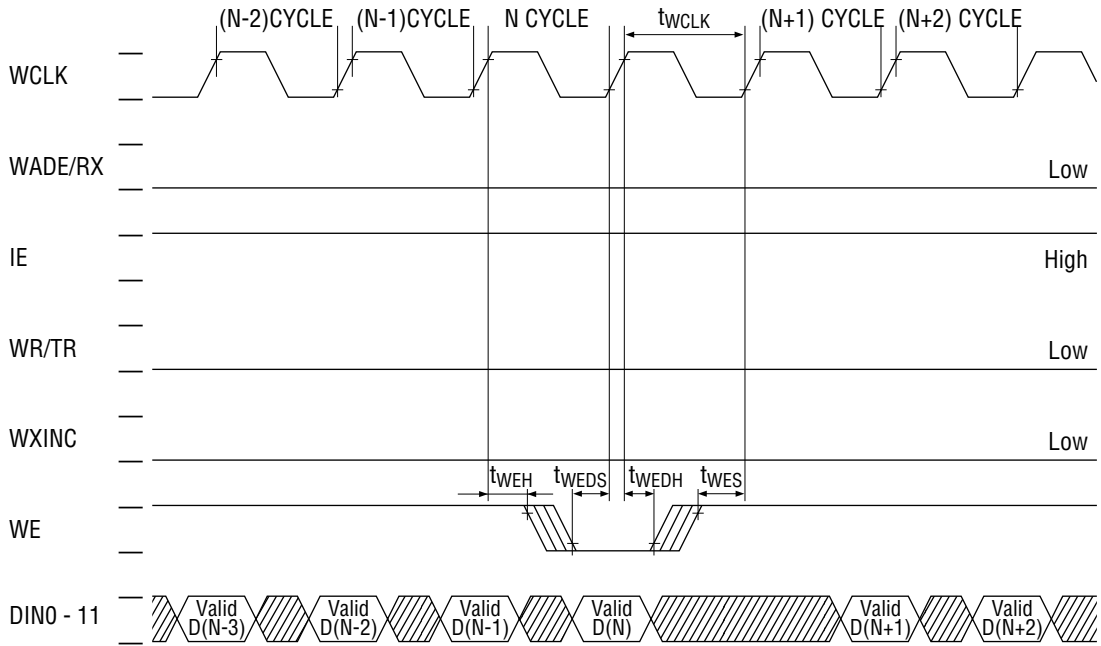 (N-2)CYCLE (N-1)CYCLE N CYCLE tWCLK (N+1) CYCLE (N+2) CYCLE
WCLK
WADE/RX Low
IE High
WR/TR Low
WXINC Low
tWEH tWEDS tWEDH tWES
WE
DIN0 - 11
Valid D(N-3)
Valid D(N-2)
Valid D(N-1)
Valid D(N)
Valid D(N+1)
Valid D(N+2)